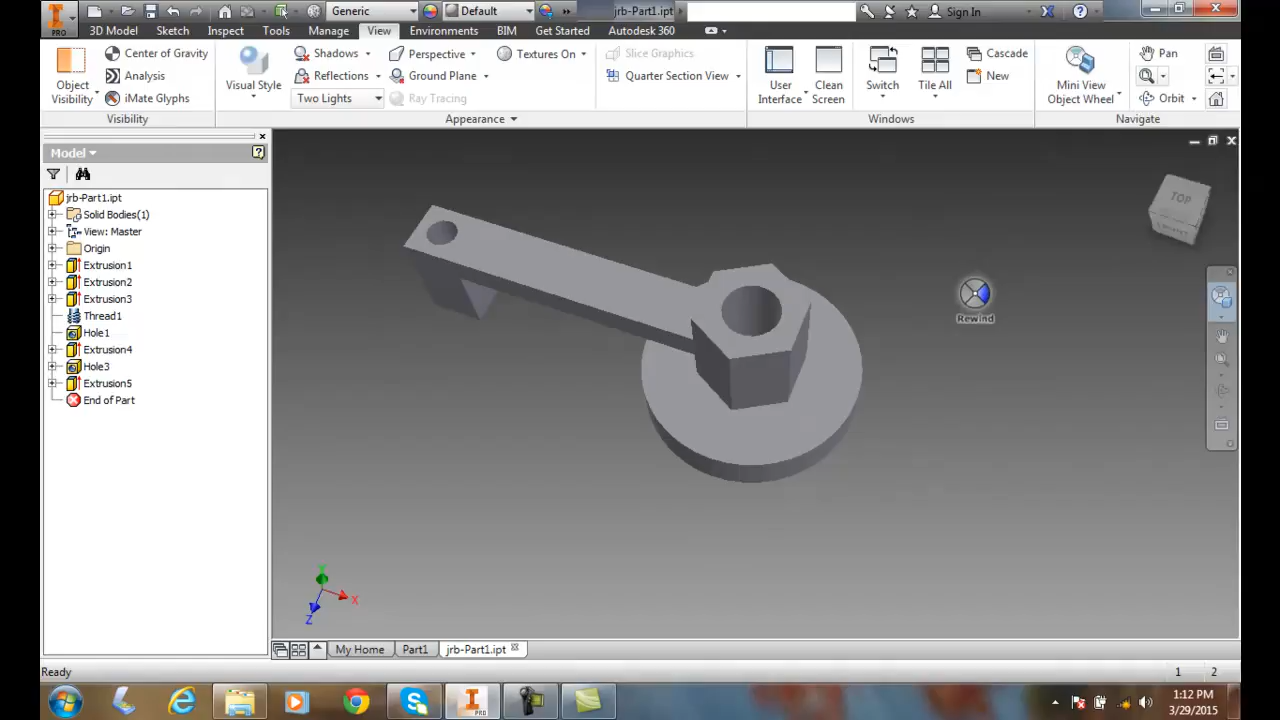 Generic
Default
jrb-Part1.ipt
Sign In
PRO
3D Model Sketch Inspect Tools Manage View Environments BIM Get Started Autodesk 360
Object Visibility
Center of Gravity
Analysis
iMate Glyphs
Visibility
Visual Style
Shadows
Reflections
Two Lights
Perspective
Ground Plane
Ray Tracing
Textures On
Slice Graphics
Quarter Section View
Appearance
User Interface
Clean Screen
Switch
Tile All
Cascade
New
Windows
Mini View Object Wheel
Pan
Orbit
Navigate
Model
jrb-Part1.ipt
Solid Bodies(1)
View: Master
Origin
Extrusion1
Extrusion2
Extrusion3
Thread1
Hole1
Extrusion4
Hole3
Extrusion5
End of Part
TOP
Rewind
Y
X
Z
My Home Part1 jrb-Part1.ipt
Ready
1 2
PRO
1:12 PM
3/29/2015